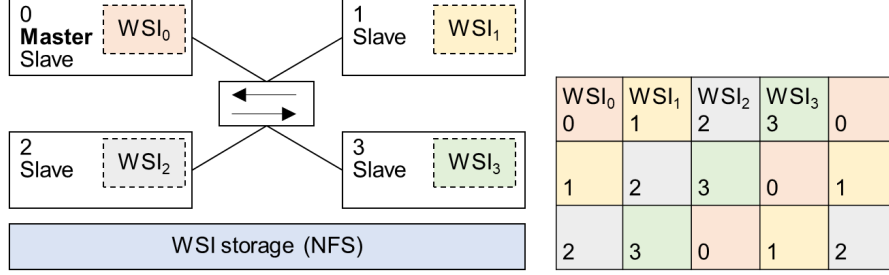 0
Master
Slave
WSI₀
1
Slave
WSI₁
2
Slave
WSI₂
3
Slave
WSI₃
WSI storage (NFS)
WSI₀ WSI₁ WSI₂ WSI₃
0 1 2 3 0
1 2 3 0 1
2 3 0 1 2